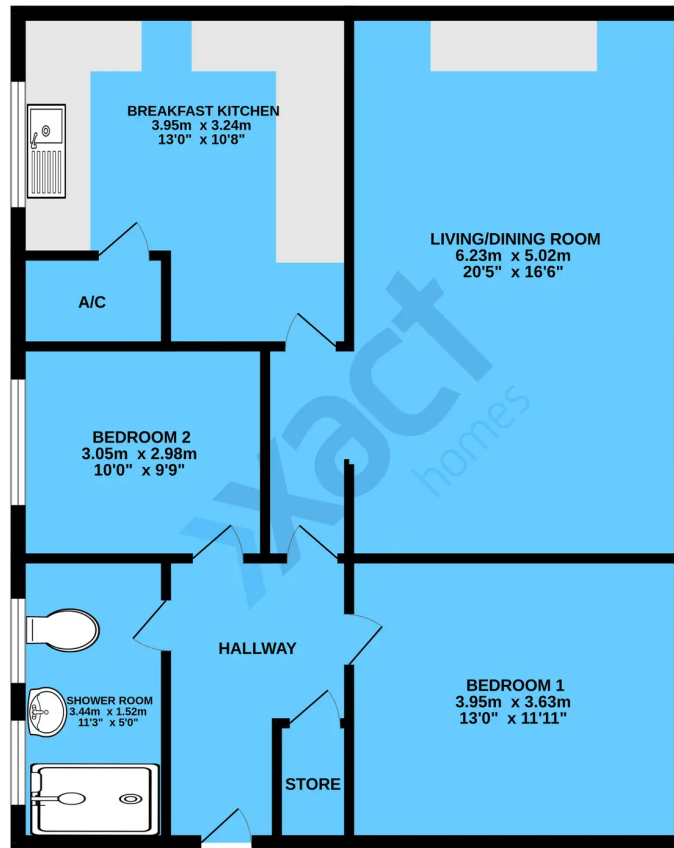 BREAKFAST KITCHEN
3.95m x 3.24m
13'0" x 10'8"
LIVING/DINING ROOM
6.23m x 5.02m
20'5" x 16'6"
A/C
xact
homes
BEDROOM 2
3.05m x 2.98m
10'0" x 9'9"
HALLWAY
SHOWER ROOM
3.44m x 1.52m
11'3" x 5'0"
BEDROOM 1
3.95m x 3.63m
13'0" x 11'11"
STORE